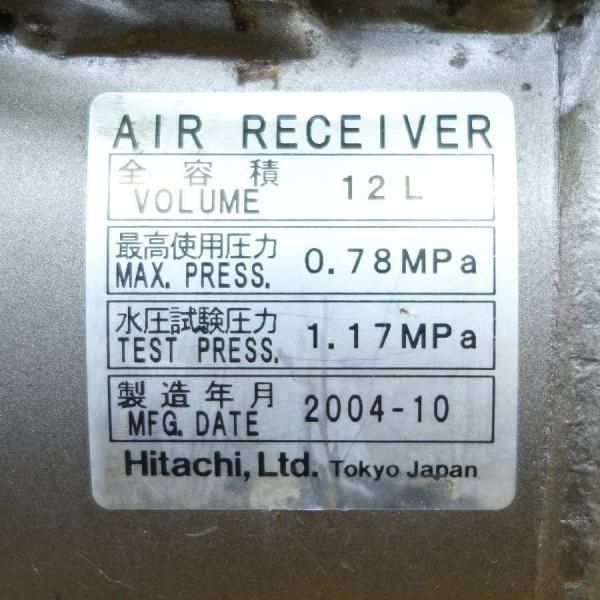 AIR RECEIVER
全容積
VOLUME
12L
最高使用圧力
MAX. PRESS.
0.78MPa
水圧試験圧力
TEST PRESS.
1.17MPa
製造年月
MFG. DATE
2004-10
Hitachi, Ltd. Tokyo Japan